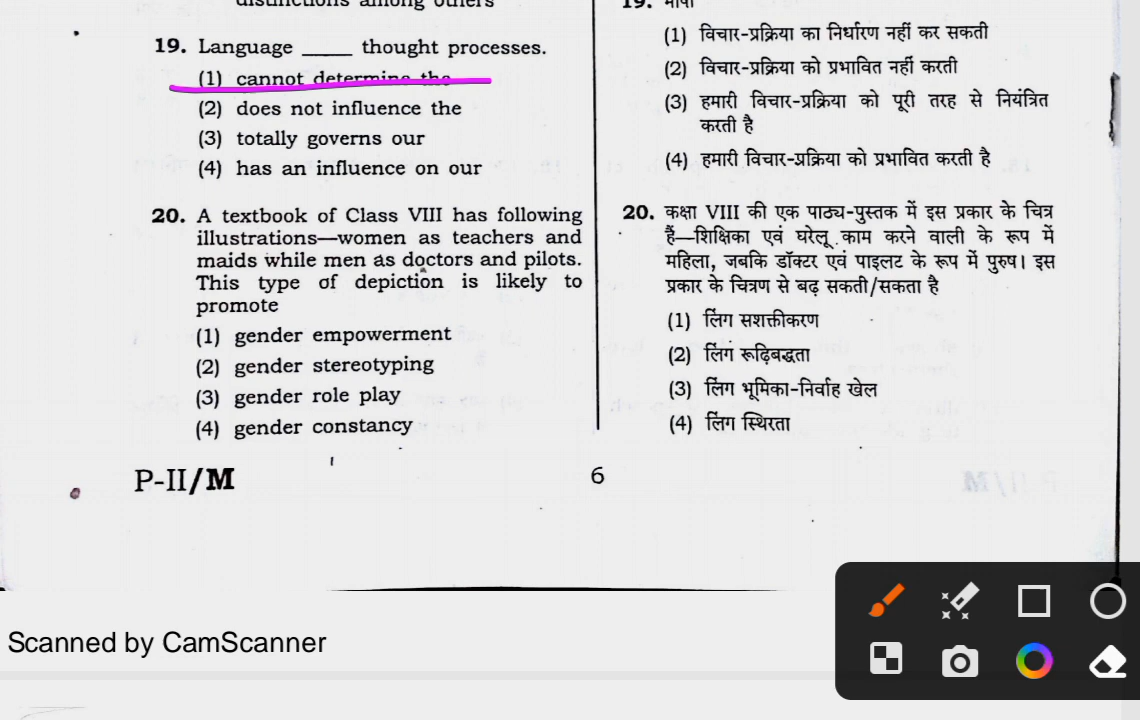 distinctions among others
19. Language _____ thought processes.
(1) cannot determine the
(2) does not influence the
(3) totally governs our
(4) has an influence on our
20. A textbook of Class VIII has following
illustrations—women as teachers and
maids while men as doctors and pilots.
This type of depiction is likely to
promote
(1) gender empowerment
(2) gender stereotyping
(3) gender role play
(4) gender constancy
19. भाषा
(1) विचार-प्रक्रिया का निर्धारण नहीं कर सकती
(2) विचार-प्रक्रिया को प्रभावित नहीं करती
(3) हमारी विचार-प्रक्रिया को पूरी तरह से नियंत्रित
करती है
(4) हमारी विचार-प्रक्रिया को प्रभावित करती है
20. कक्षा VIII की एक पाठ्य-पुस्तक में इस प्रकार के चित्र
हैं—शिक्षिका एवं घरेलू काम करने वाली के रूप में
महिला, जबकि डॉक्टर एवं पाइलट के रूप में पुरुष। इस
प्रकार के चित्रण से बढ़ सकती/सकता है
(1) लिंग सशक्तीकरण
(2) लिंग रूढ़िबद्धता
(3) लिंग भूमिका-निर्वाह खेल
(4) लिंग स्थिरता
P-II/M
6
Scanned by CamScanner